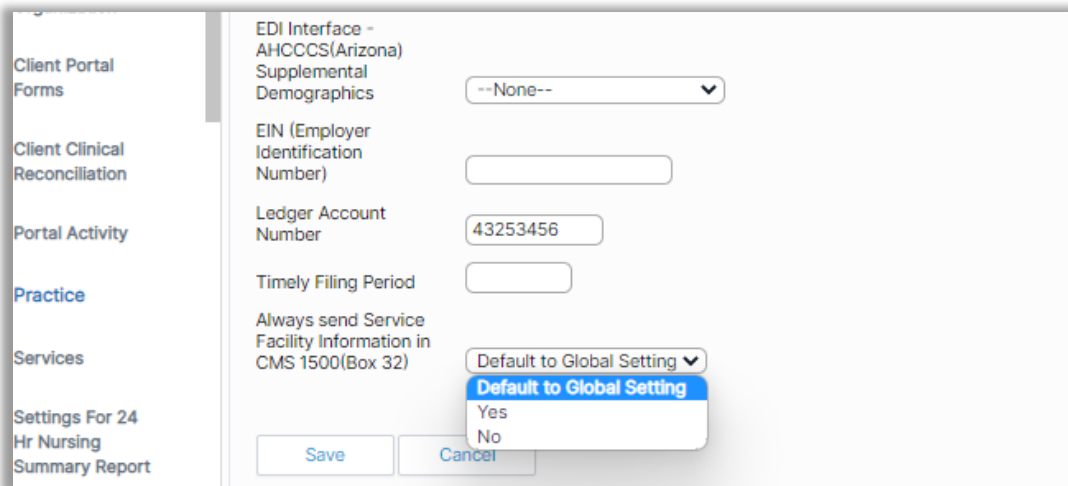 Client Portal
Forms
Client Clinical
Reconciliation
Portal Activity
Practice
Services
Settings For 24
Hr Nursing
Summary Report
EDI Interface -
AHCCCS(Arizona)
Supplemental
Demographics
--None--
EIN (Employer
Identification
Number)
Ledger Account
Number
43253456
Timely Filing Period
Always send Service
Facility Information in
CMS 1500(Box 32)
Default to Global Setting
Default to Global Setting
Yes
No
Save
Cancel